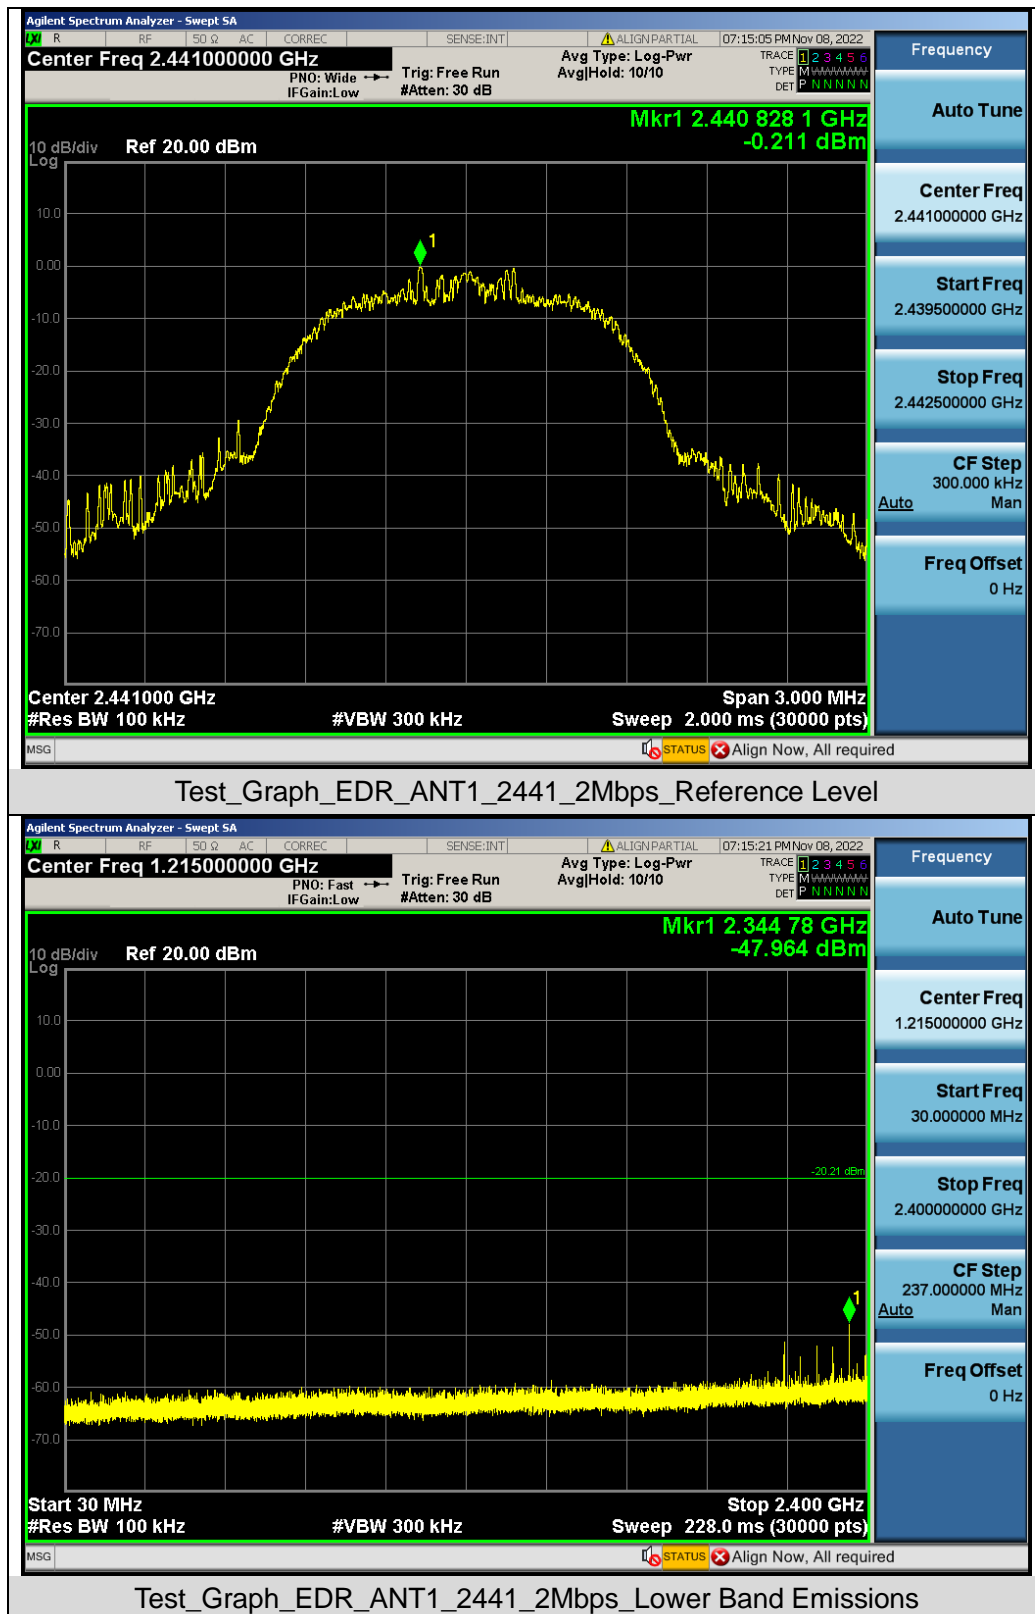 Agilent Spectrum Analyzer - Swept SA
LXI R RF 50 Ω AC CORREC SENSE:INT ALIGN PARTIAL 07:15:05 PM Nov 08, 2022
Center Freq 2.441000000 GHz
PNO: Wide
IFGain:Low
Trig: Free Run
#Atten: 30 dB
Avg Type: Log-Pwr
Avg|Hold: 10/10
TRACE 1 2 3 4 5 6
TYPE M WWWWW
DET P N N N N N
Mkr1 2.440 828 1 GHz
-0.211 dBm
10 dB/div Ref 20.00 dBm
Log
10.0
0.00
-10.0
-20.0
-30.0
-40.0
-50.0
-60.0
-70.0
1
Center 2.441000 GHz Span 3.000 MHz
#Res BW 100 kHz #VBW 300 kHz Sweep 2.000 ms (30000 pts)
MSG STATUS Align Now, All required
Frequency
Auto Tune
Center Freq
2.441000000 GHz
Start Freq
2.439500000 GHz
Stop Freq
2.442500000 GHz
CF Step
300.000 kHz
Auto Man
Freq Offset
0 Hz
Test_Graph_EDR_ANT1_2441_2Mbps_Reference Level
Agilent Spectrum Analyzer - Swept SA
LXI R RF 50 Ω AC CORREC SENSE:INT ALIGN PARTIAL 07:15:21 PM Nov 08, 2022
Center Freq 1.215000000 GHz
PNO: Fast
IFGain:Low
Trig: Free Run
#Atten: 30 dB
Avg Type: Log-Pwr
Avg|Hold: 10/10
TRACE 1 2 3 4 5 6
TYPE M WWWWW
DET P N N N N N
Mkr1 2.344 78 GHz
-47.964 dBm
10 dB/div Ref 20.00 dBm
Log
10.0
0.00
-10.0
-20.0
-30.0
-40.0
-50.0
-60.0
-70.0
-20.21 dBm
1
Start 30 MHz Stop 2.400 GHz
#Res BW 100 kHz #VBW 300 kHz Sweep 228.0 ms (30000 pts)
MSG STATUS Align Now, All required
Frequency
Auto Tune
Center Freq
1.215000000 GHz
Start Freq
30.000000 MHz
Stop Freq
2.400000000 GHz
CF Step
237.000000 MHz
Auto Man
Freq Offset
0 Hz
Test_Graph_EDR_ANT1_2441_2Mbps_Lower Band Emissions